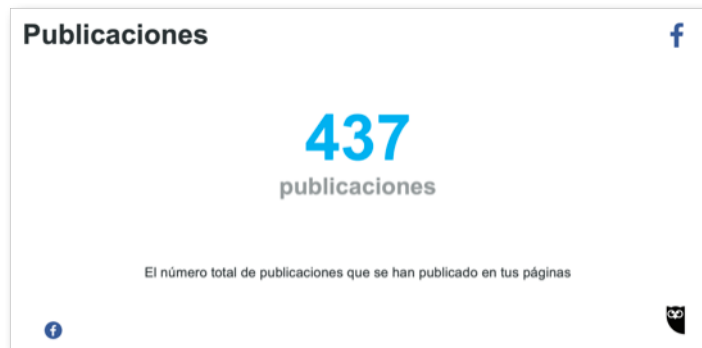 Publicaciones
437
publicaciones
El número total de publicaciones que se han publicado en tus páginas